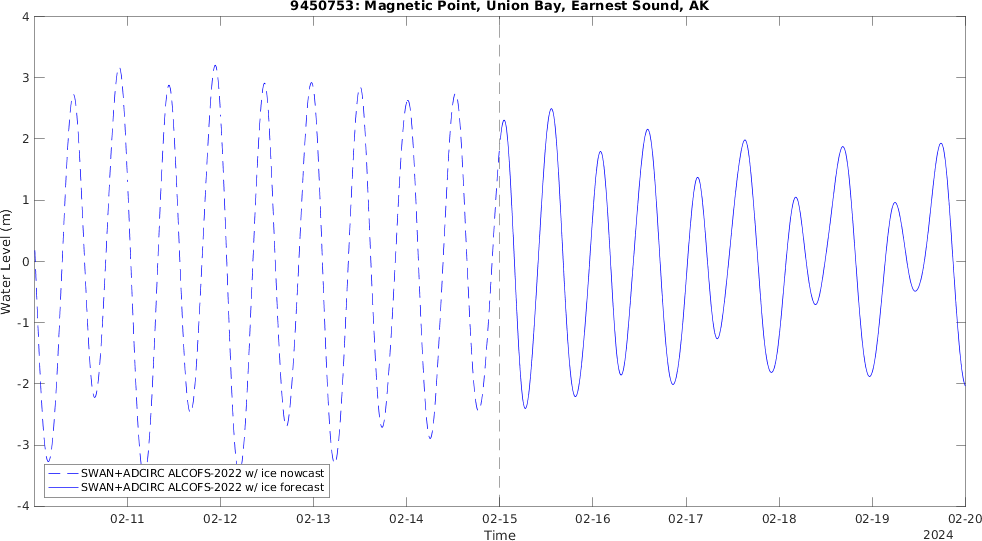 9450753: Magnetic Point, Union Bay, Earnest Sound, AK
4
3
2
1
0
-1
-2
-3
-4
Water Level (m)
SWAN+ADCIRC ALCOFS-2022 w/ ice nowcast
SWAN+ADCIRC ALCOFS-2022 w/ ice forecast
02-11 02-12 02-13 02-14 02-15 02-16 02-17 02-18 02-19 02-20
Time
2024